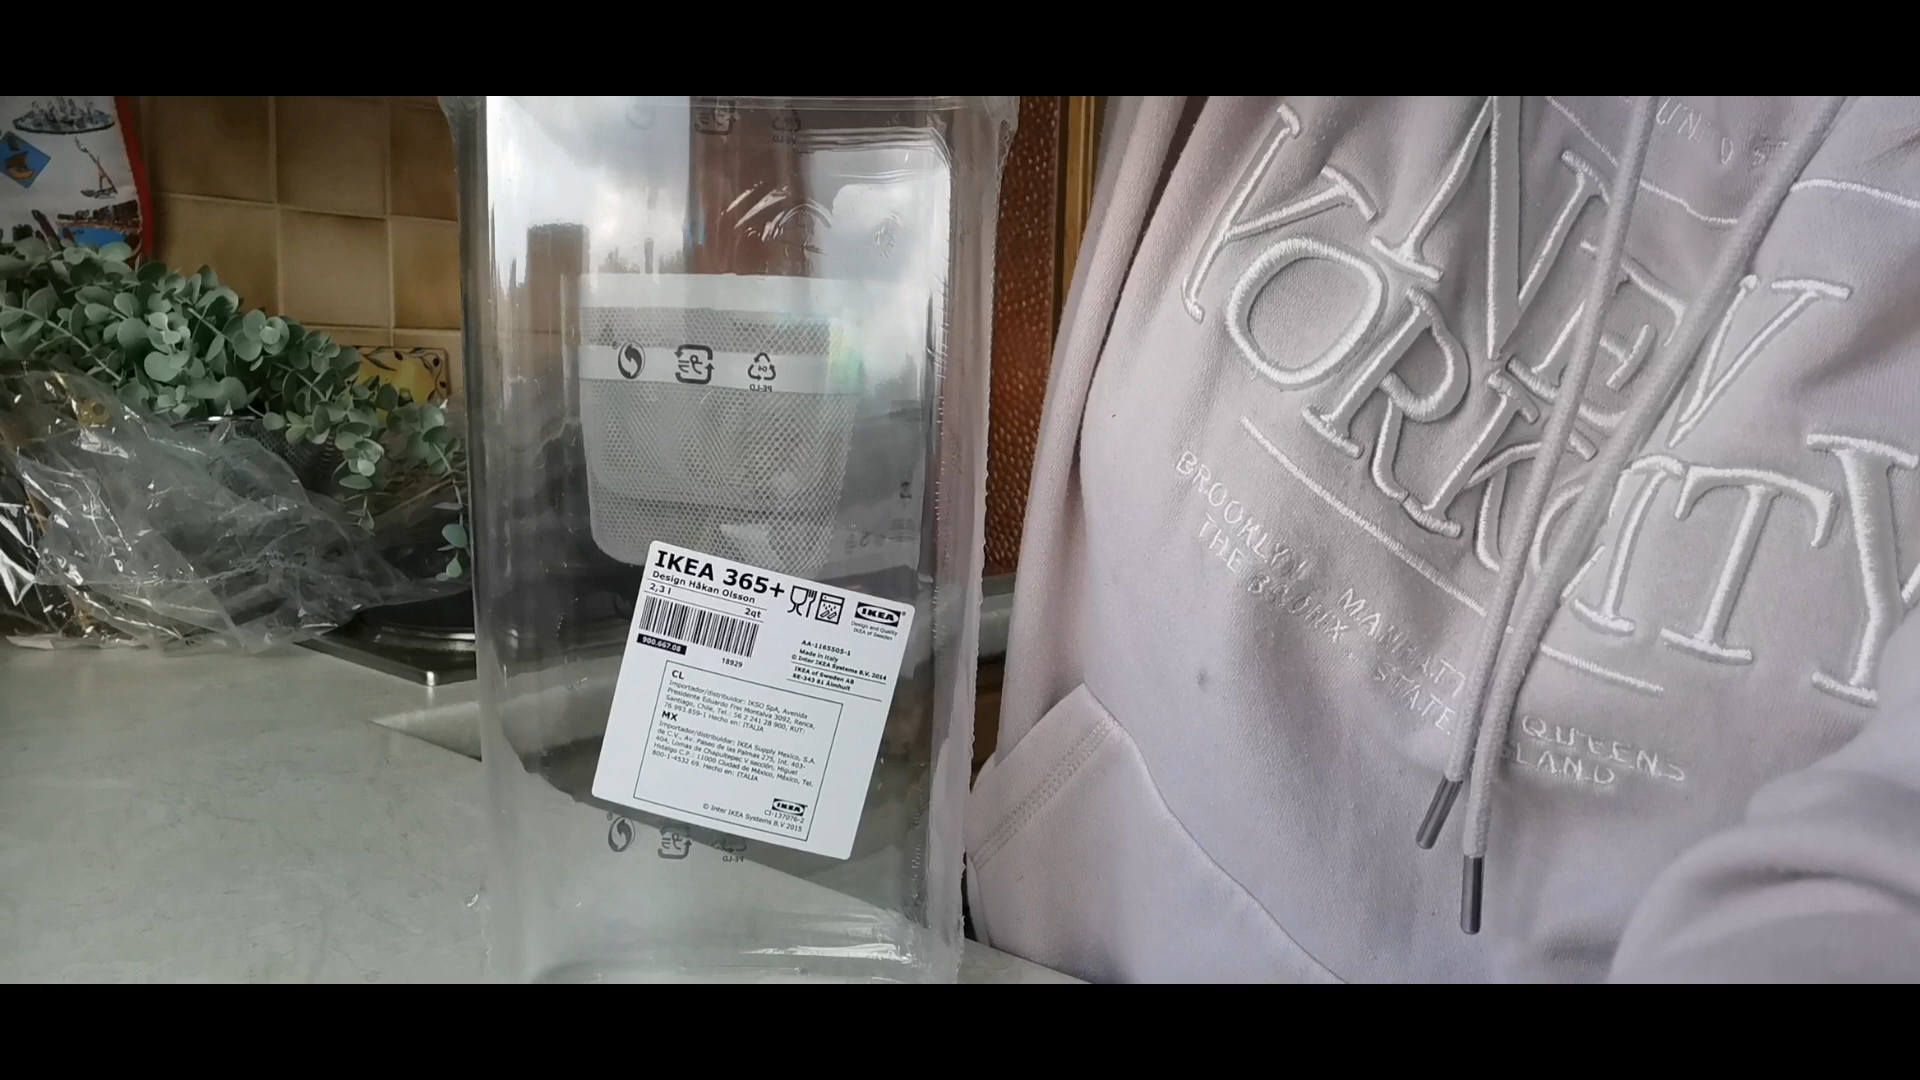 IKEA 365+
Design Håkan Olsson
2,3 l
2qt
900.667.08
18929
IKEA
Design and Quality
IKEA of Sweden
AA-1165505-1
Made in Italy
© Inter IKEA Systems B.V. 2014
IKEA of Sweden AB
SE-343 81 Älmhult
CL
Importador/distribuidor: IKSO SpA, Avenida
Presidente Eduardo Frei Montalva 3092, Renca,
Santiago, Chile, Tel.: 56 2 241 28 900, RUT:
76.993.859-1 Hecho en: ITALIA
MX
Importador/distribuidor: IKEA Supply Mexico, S.A.
de C.V., Av. Paseo de las Palmas 275, Int. 403-
404, Lomas de Chapultepec V sección, Miguel
Hidalgo C.P.: 11000 Ciudad de México, México, Tel.
800-1-4532 69. Hecho en: ITALIA
IKEA
CI-137076-2
© Inter IKEA Systems B.V 2015
04
PE-LD
PE-LD
NEW
YORK CITY
BROOKLYN MANHATT
QUEENS
THE BRONX STATE
LAND